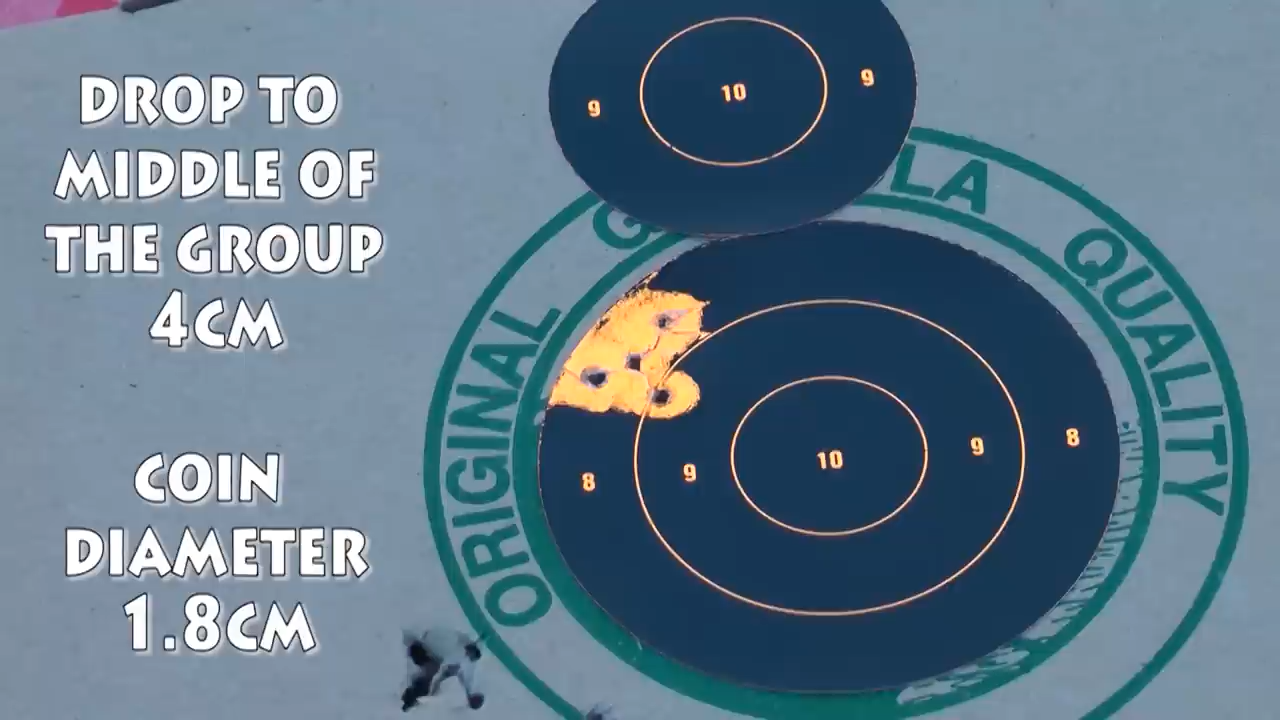 DROP TO
MIDDLE OF
THE GROUP
4CM
COIN
DIAMETER
1.8CM
9 10 9
ORIGINAL
LA
QUALITY
8 9 10 9 8